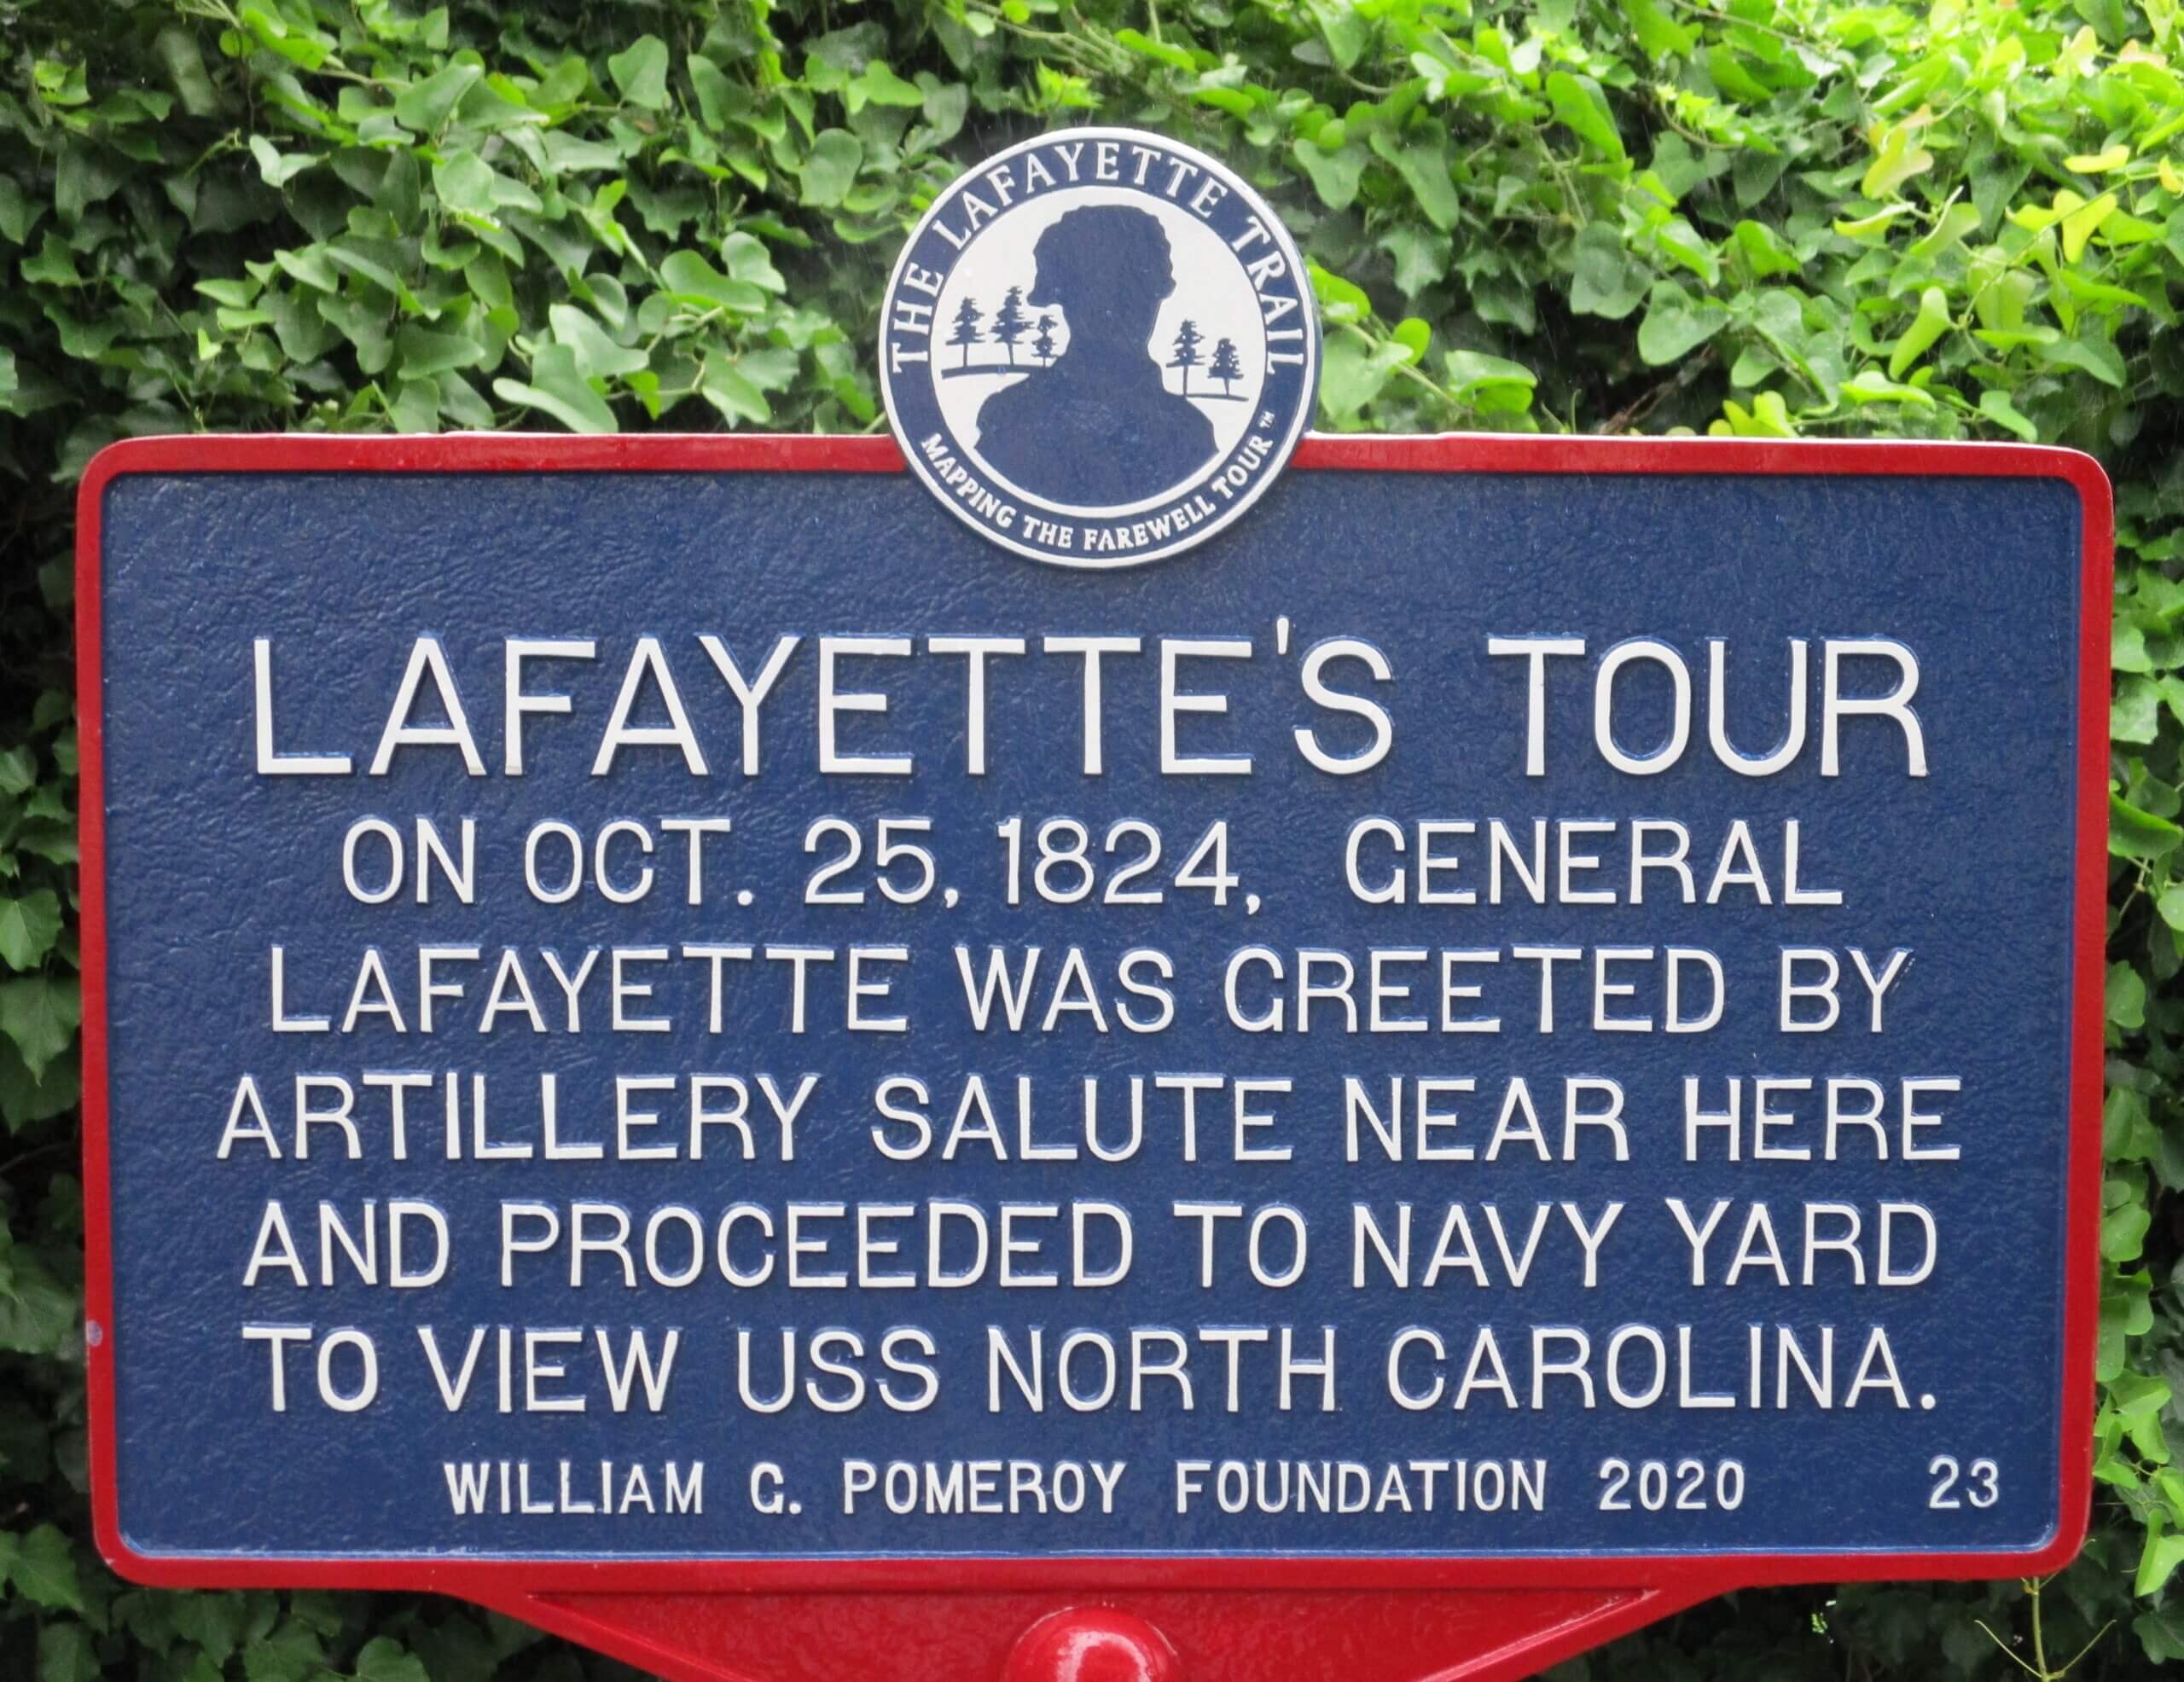 THE LAFAYETTE TRAIL
MAPPING THE FAREWELL TOUR™
LAFAYETTE'S TOUR
ON OCT. 25, 1824, GENERAL
LAFAYETTE WAS GREETED BY
ARTILLERY SALUTE NEAR HERE
AND PROCEEDED TO NAVY YARD
TO VIEW USS NORTH CAROLINA.
WILLIAM G. POMEROY FOUNDATION 2020 23